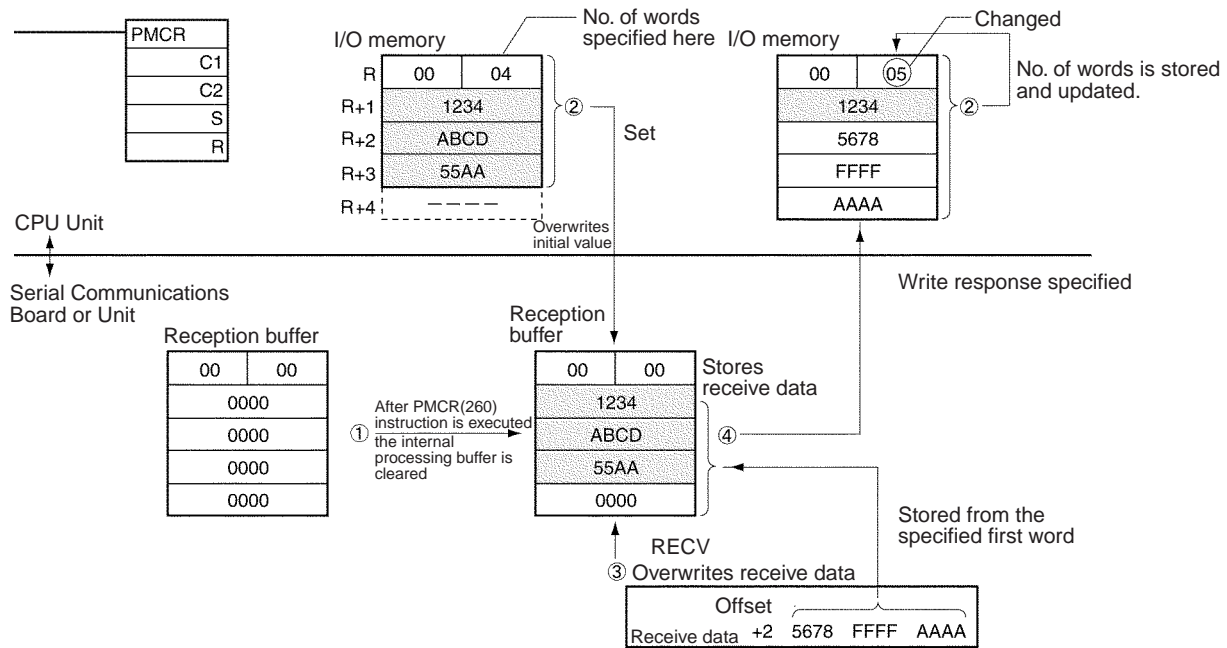 PMCR
C1
C2
S
R
I/O memory
No. of words
specified here
R 00 04
R+1 1234
R+2 ABCD
R+3 55AA
R+4
②
Set
Overwrites
initial value
I/O memory
Changed
00 05
1234
5678
FFFF
AAAA
②
No. of words is stored
and updated.
CPU Unit
Serial Communications
Board or Unit
Write response specified
Reception buffer
00 00
0000
0000
0000
0000
① After PMCR(260)
instruction is executed
the internal
processing buffer is
cleared
Reception
buffer
00 00
1234
ABCD
55AA
0000
Stores
receive data
④
Stored from the
specified first word
RECV
③ Overwrites receive data
Offset
Receive data +2 5678 FFFF AAAA